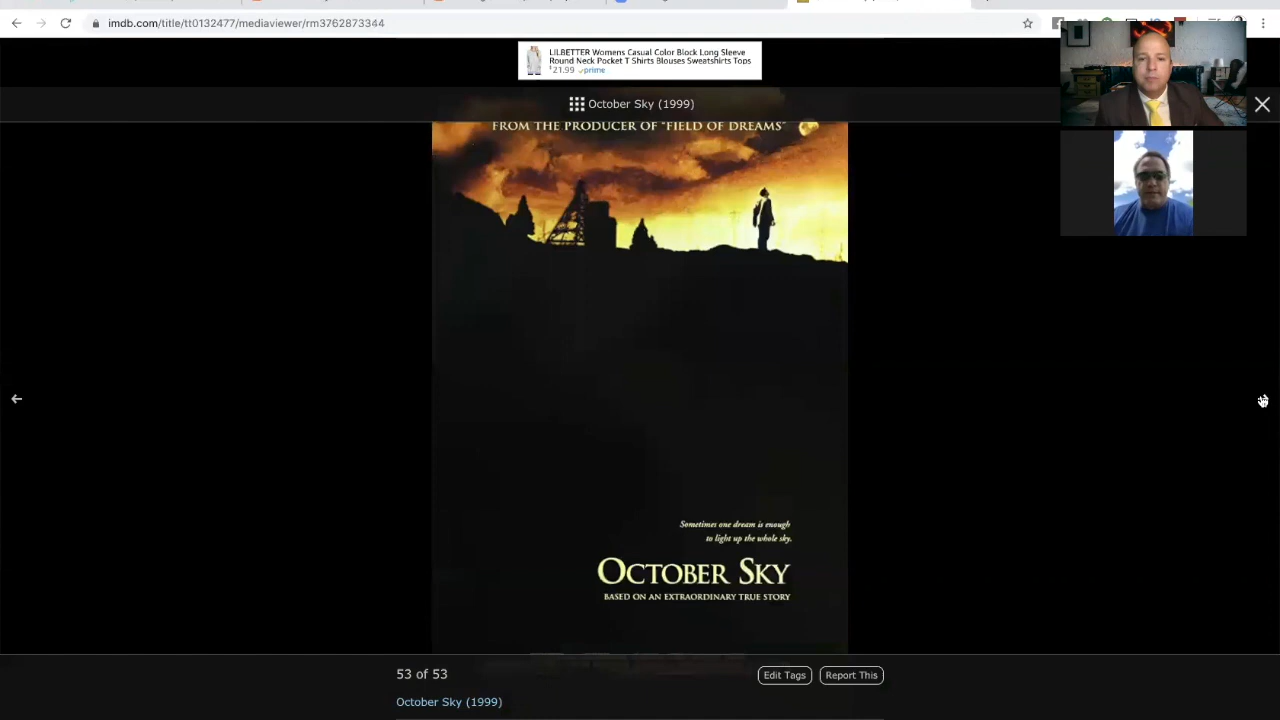 imdb.com/title/tt0132477/mediaviewer/rm3762873344
LILBETTER Womens Casual Color Block Long Sleeve
Round Neck Pocket T Shirts Blouses Sweatshirts Tops
$21.99 prime
October Sky (1999)
FROM THE PRODUCER OF "FIELD OF DREAMS"
Sometimes one dream is enough
to light up the whole sky.
OCTOBER SKY
BASED ON AN EXTRAORDINARY TRUE STORY
53 of 53
Edit Tags
Report This
October Sky (1999)